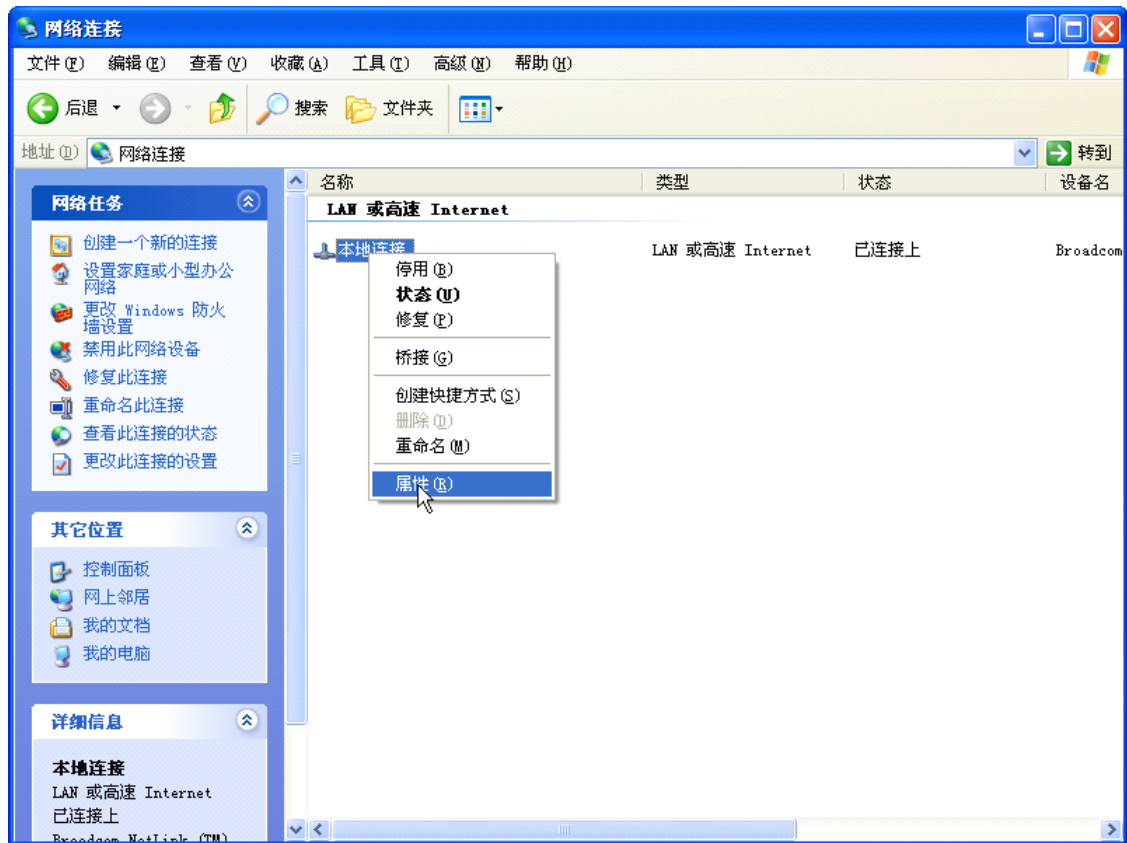 网络连接
文件(F) 编辑(E) 查看(V) 收藏(A) 工具(T) 高级(N) 帮助(H)
后退 搜索 文件夹
地址(D) 网络连接 转到
网络任务
创建一个新的连接
设置家庭或小型办公
网络
更改 Windows 防火
墙设置
禁用此网络设备
修复此连接
重命名此连接
查看此连接的状态
更改此连接的设置
其它位置
控制面板
网上邻居
我的文档
我的电脑
详细信息
本地连接
LAN 或高速 Internet
已连接上
Broadcom NetLink (TM)
名称 类型 状态 设备名
LAN 或高速 Internet
本地连接 LAN 或高速 Internet 已连接上 Broadcom
停用(B)
状态(U)
修复(P)
桥接(G)
创建快捷方式(S)
删除(D)
重命名(M)
属性(R)